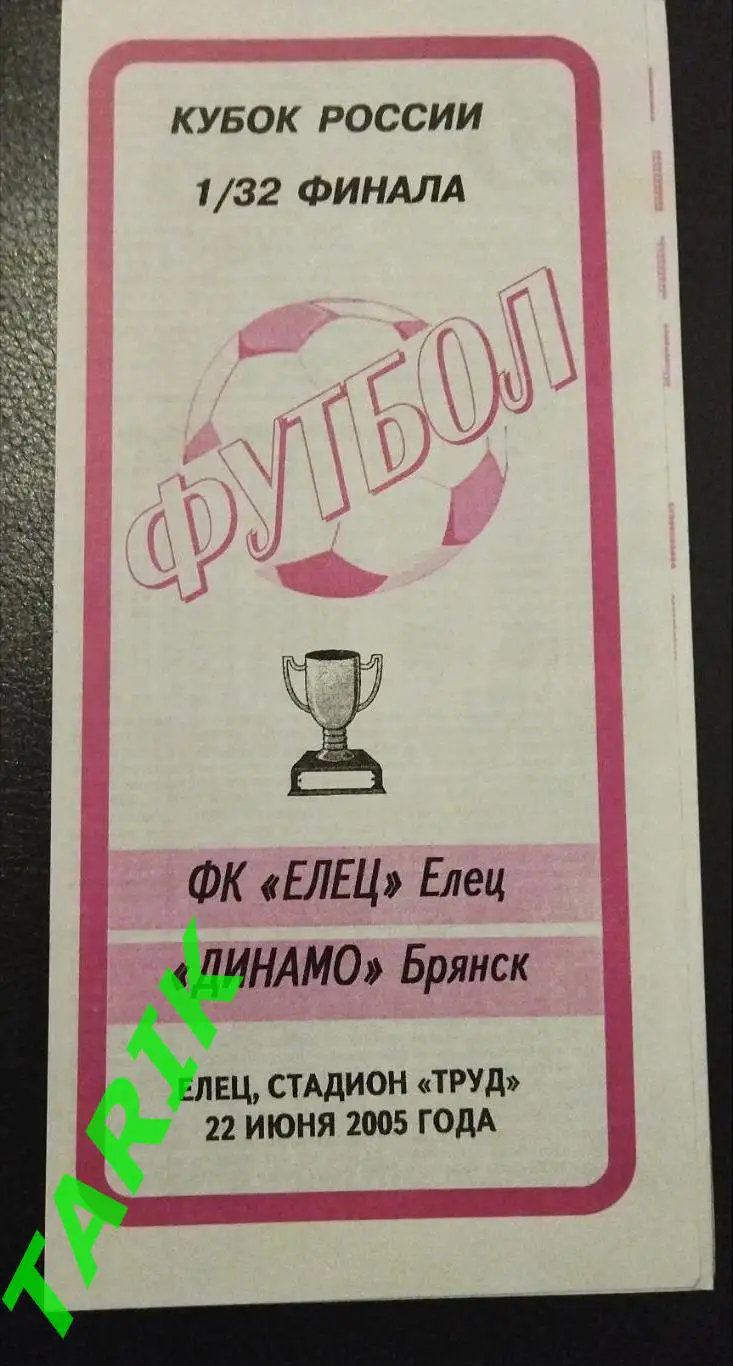 КУБОК РОССИИ
1/32 ФИНАЛА
ФУТБОЛ
ФК «ЕЛЕЦ» Елец
«ДИНАМО» Брянск
ЕЛЕЦ, СТАДИОН «ТРУД»
22 ИЮНЯ 2005 ГОДА
TARIK